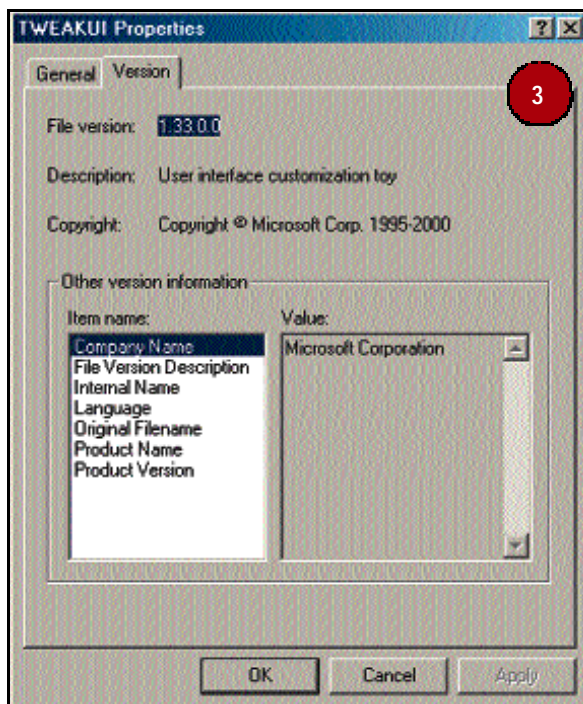 TWEAKUI Properties
General Version
3
File version: 1.33.0.0
Description: User interface customization toy
Copyright: Copyright © Microsoft Corp. 1995-2000
Other version information
Item name: Value:
Company Name Microsoft Corporation
File Version Description
Internal Name
Language
Original Filename
Product Name
Product Version
OK Cancel Apply